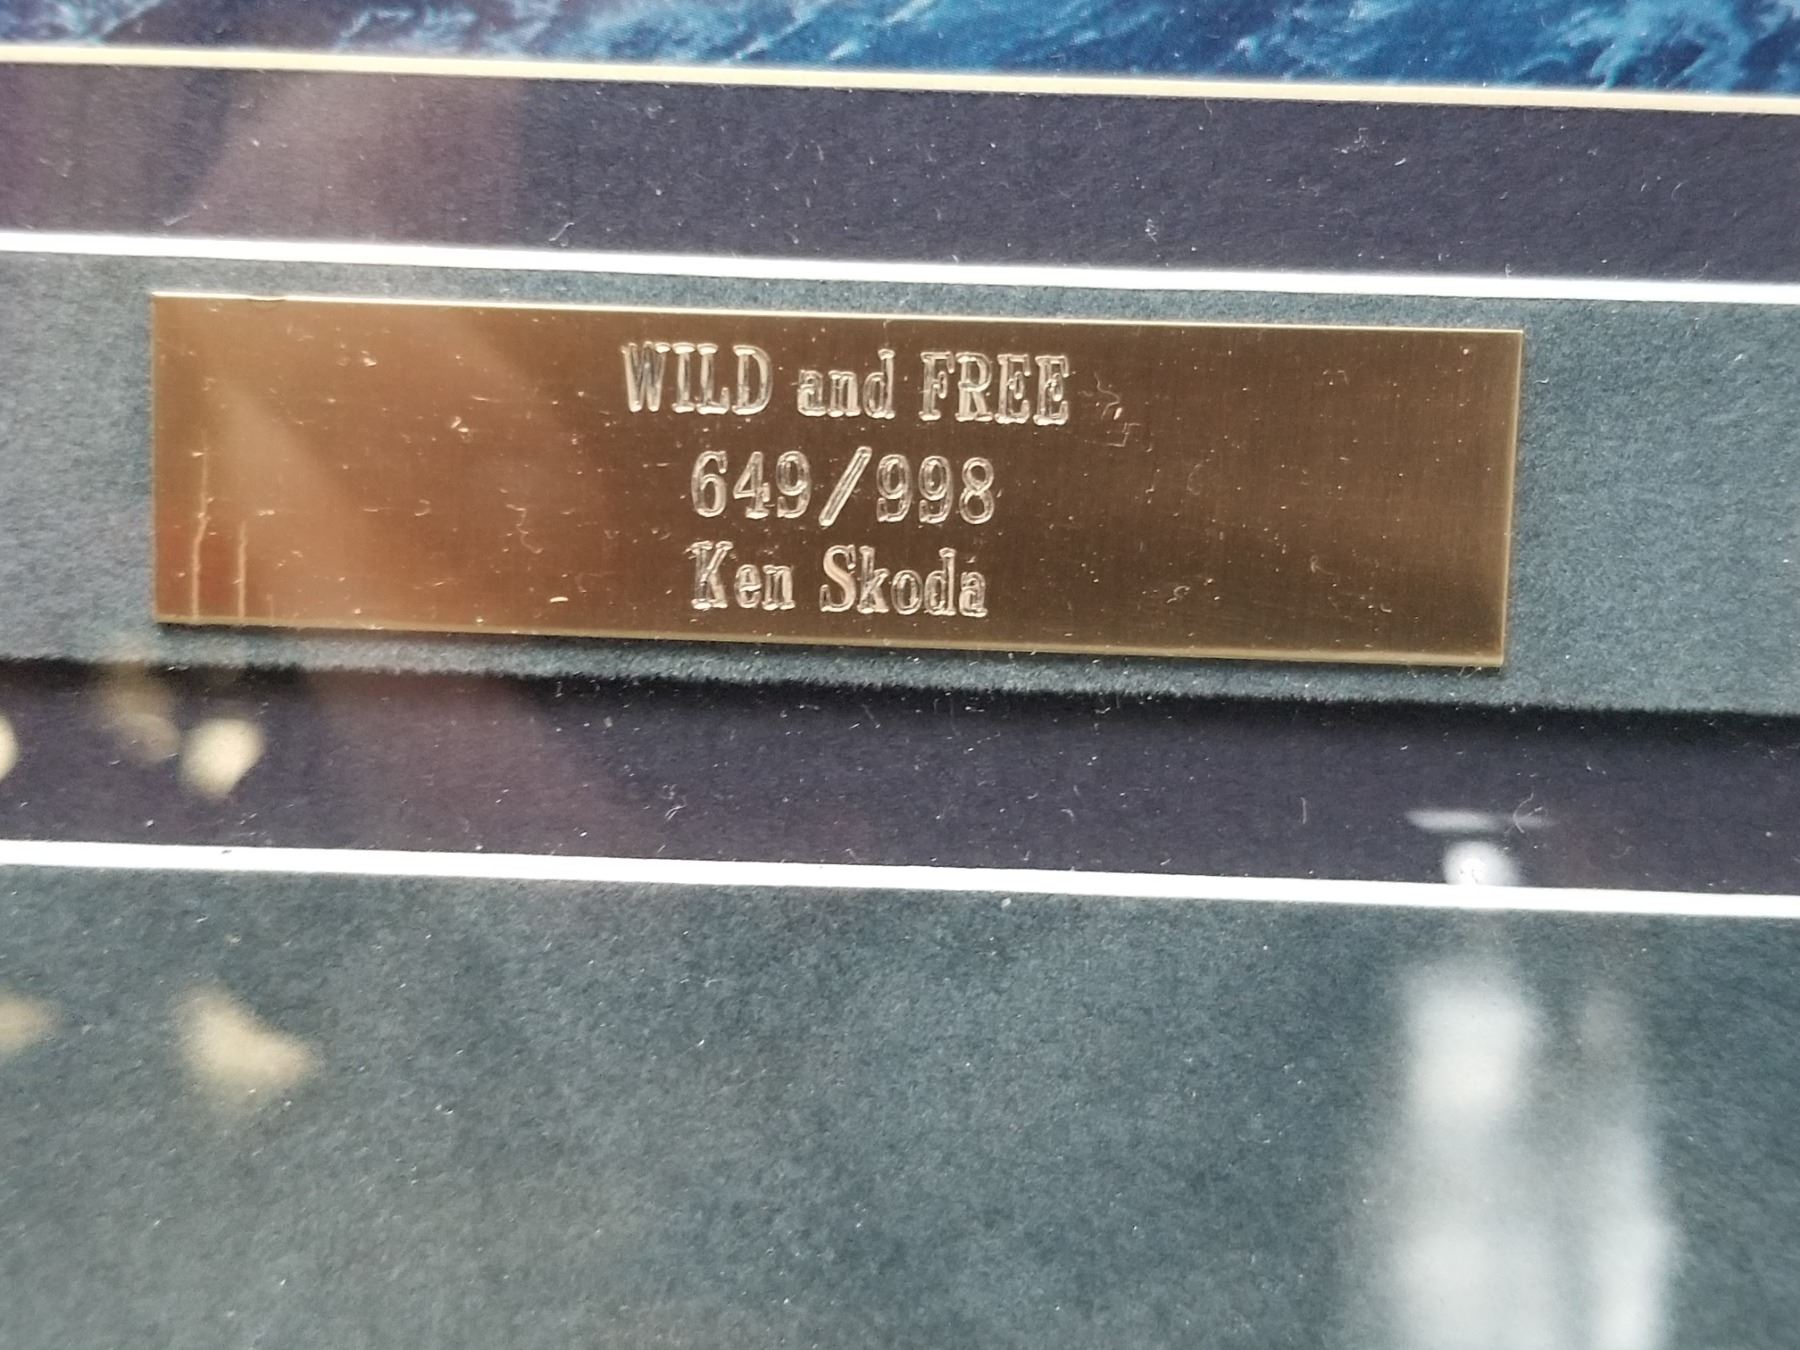 WILD and FREE
649/998
Ken Skoda